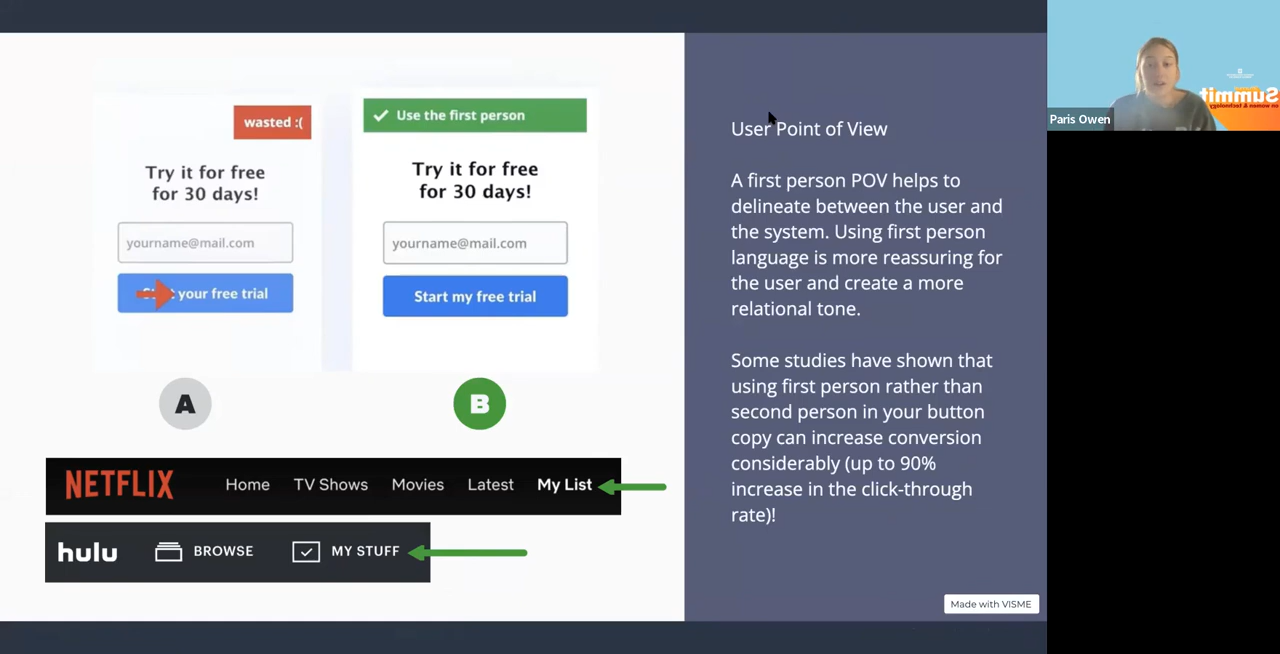 wasted :(
Try it for free
for 30 days!
yourname@mail.com
your free trial
A
Use the first person
Try it for free
for 30 days!
yourname@mail.com
Start my free trial
B
NETFLIX Home TV Shows Movies Latest My List
hulu BROWSE MY STUFF
User Point of View
A first person POV helps to
delineate between the user and
the system. Using first person
language is more reassuring for
the user and create a more
relational tone.
Some studies have shown that
using first person rather than
second person in your button
copy can increase conversion
considerably (up to 90%
increase in the click-through
rate)!
Made with VISME
Summit
on women & technology
Paris Owen